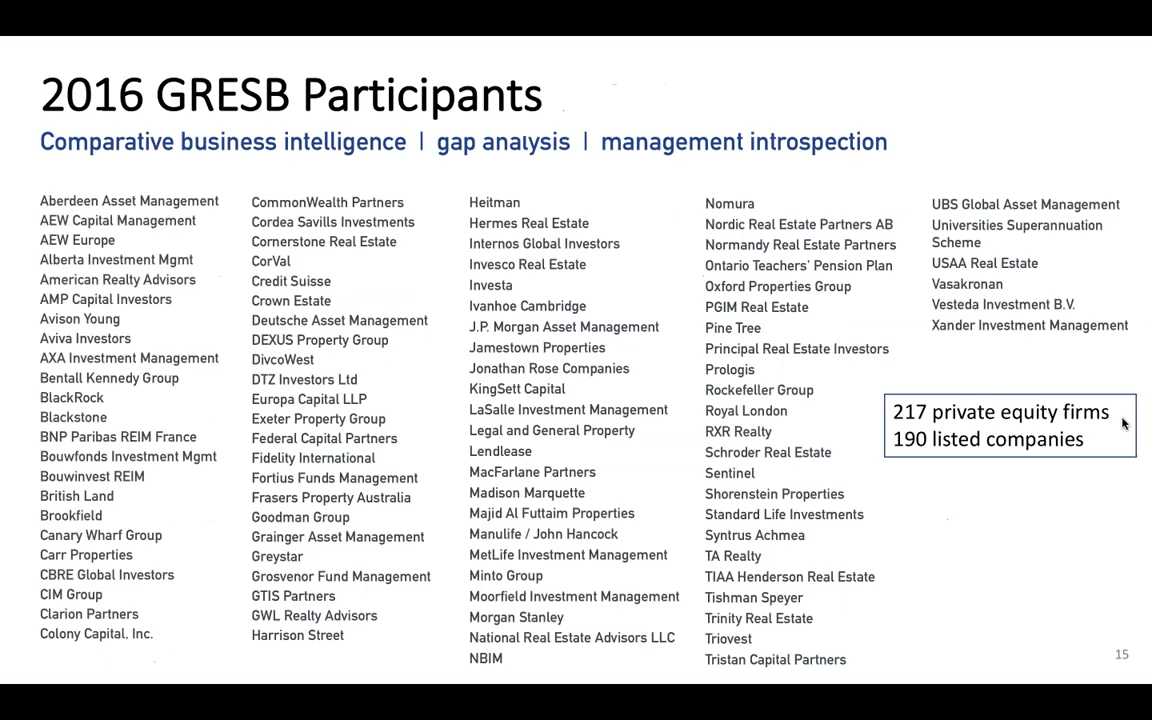 2016 GRESB Participants
Comparative business intelligence | gap analysis | management introspection
Aberdeen Asset Management
AEW Capital Management
AEW Europe
Alberta Investment Mgmt
American Realty Advisors
AMP Capital Investors
Avison Young
Aviva Investors
AXA Investment Management
Bentall Kennedy Group
BlackRock
Blackstone
BNP Paribas REIM France
Bouwfonds Investment Mgmt
Bouwinvest REIM
British Land
Brookfield
Canary Wharf Group
Carr Properties
CBRE Global Investors
CIM Group
Clarion Partners
Colony Capital, Inc.
CommonWealth Partners
Cordea Savills Investments
Cornerstone Real Estate
CorVal
Credit Suisse
Crown Estate
Deutsche Asset Management
DEXUS Property Group
DivcoWest
DTZ Investors Ltd
Europa Capital LLP
Exeter Property Group
Federal Capital Partners
Fidelity International
Fortius Funds Management
Frasers Property Australia
Goodman Group
Grainger Asset Management
Greystar
Grosvenor Fund Management
GTIS Partners
GWL Realty Advisors
Harrison Street
Heitman
Hermes Real Estate
Internos Global Investors
Invesco Real Estate
Investa
Ivanhoe Cambridge
J.P. Morgan Asset Management
Jamestown Properties
Jonathan Rose Companies
KingSett Capital
LaSalle Investment Management
Legal and General Property
Lendlease
MacFarlane Partners
Madison Marquette
Majid Al Futtaim Properties
Manulife / John Hancock
MetLife Investment Management
Minto Group
Moorfield Investment Management
Morgan Stanley
National Real Estate Advisors LLC
NBIM
Nomura
Nordic Real Estate Partners AB
Normandy Real Estate Partners
Ontario Teachers' Pension Plan
Oxford Properties Group
PGIM Real Estate
Pine Tree
Principal Real Estate Investors
Prologis
Rockefeller Group
Royal London
RXR Realty
Schroder Real Estate
Sentinel
Shorenstein Properties
Standard Life Investments
Syntrus Achmea
TA Realty
TIAA Henderson Real Estate
Tishman Speyer
Trinity Real Estate
Triovest
Tristan Capital Partners
UBS Global Asset Management
Universities Superannuation
Scheme
USAA Real Estate
Vasakronan
Vesteda Investment B.V.
Xander Investment Management
217 private equity firms
190 listed companies
15